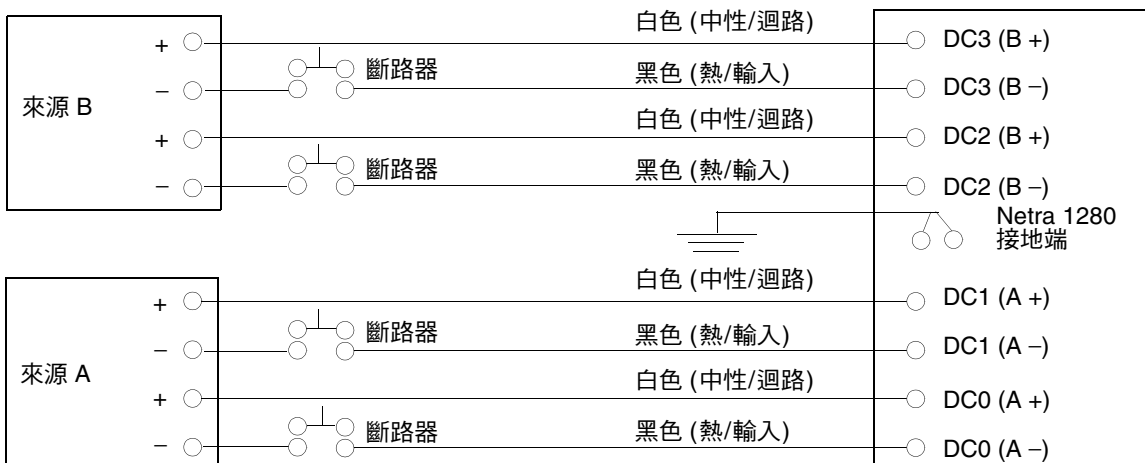 白色 (中性/迴路)
+ DC3 (B +)
斷路器
黑色 (熱/輸入)
– DC3 (B –)
來源 B
白色 (中性/迴路)
+ DC2 (B +)
斷路器
黑色 (熱/輸入)
– DC2 (B –)
Netra 1280
接地端
白色 (中性/迴路)
+ DC1 (A +)
斷路器
黑色 (熱/輸入)
– DC1 (A –)
來源 A
白色 (中性/迴路)
+ DC0 (A +)
斷路器
黑色 (熱/輸入)
– DC0 (A –)